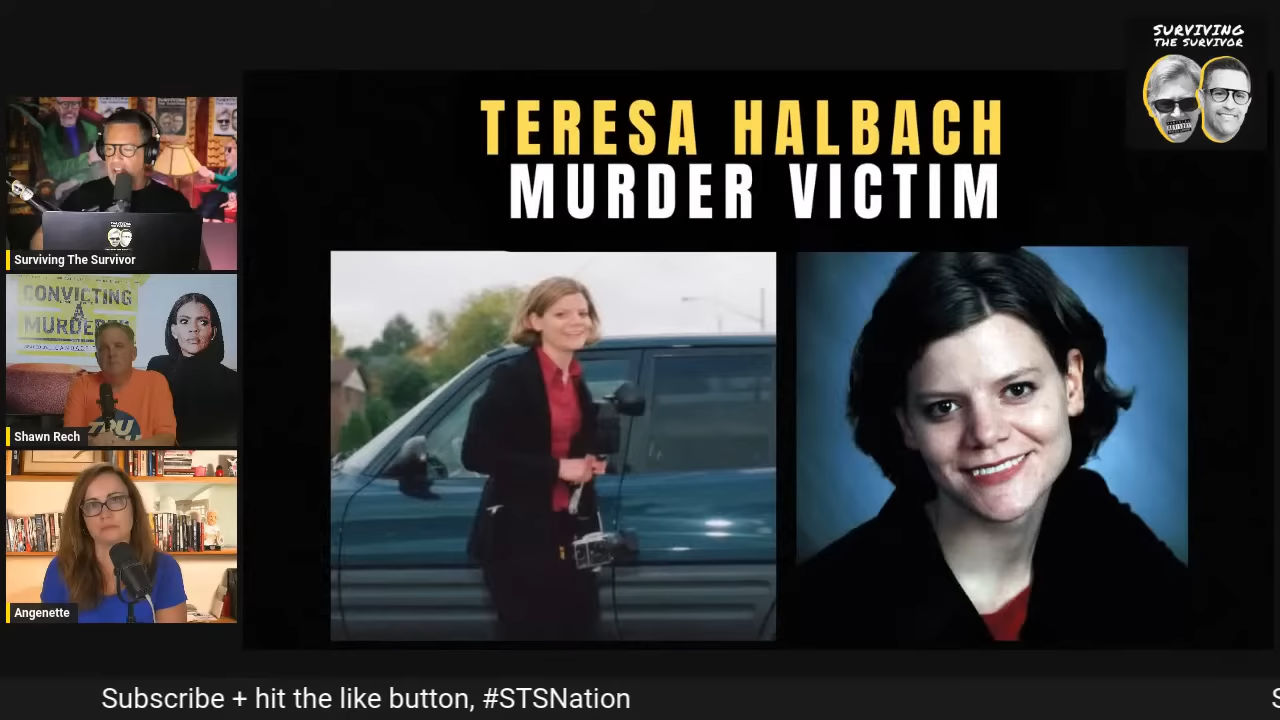 SURVIVING
THE SURVIVOR
TERESA HALBACH
MURDER VICTIM
Surviving The Survivor
CONVICTING
A
MURDERER
Shawn Rech
Angenette
Subscribe + hit the like button, #STSNation
S